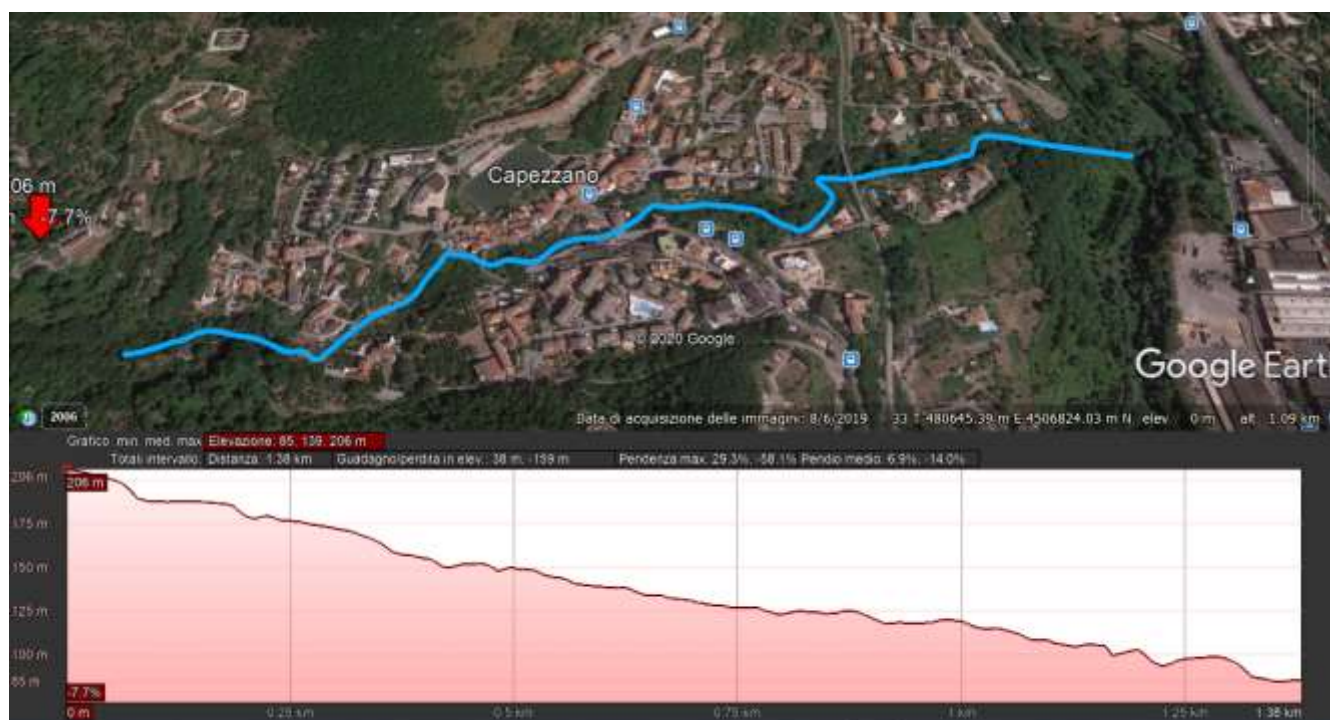 Capezzano
06 m
-7.7%
© 2020 Google
Google Eart
2006
Data di acquisizione delle immagini: 8/6/2019 33 T 480645.39 m E 4506824.03 m N elev 0 m alt 1.09 km
Grafico min. med. max Elevazione: 85, 139, 206 m
Totali intervallo: Distanza: 1.38 km Guadagno/perdita in elev.: 38 m, -159 m Pendenza max: 29.3%, -58.1% Pendio medio: 6.9%, -14.0%
206 m
206 m
175 m
150 m
125 m
100 m
85 m
-7.7%
0 m 0.25 km 0.5 km 0.75 km 1 km 1.25 km 1.38 km